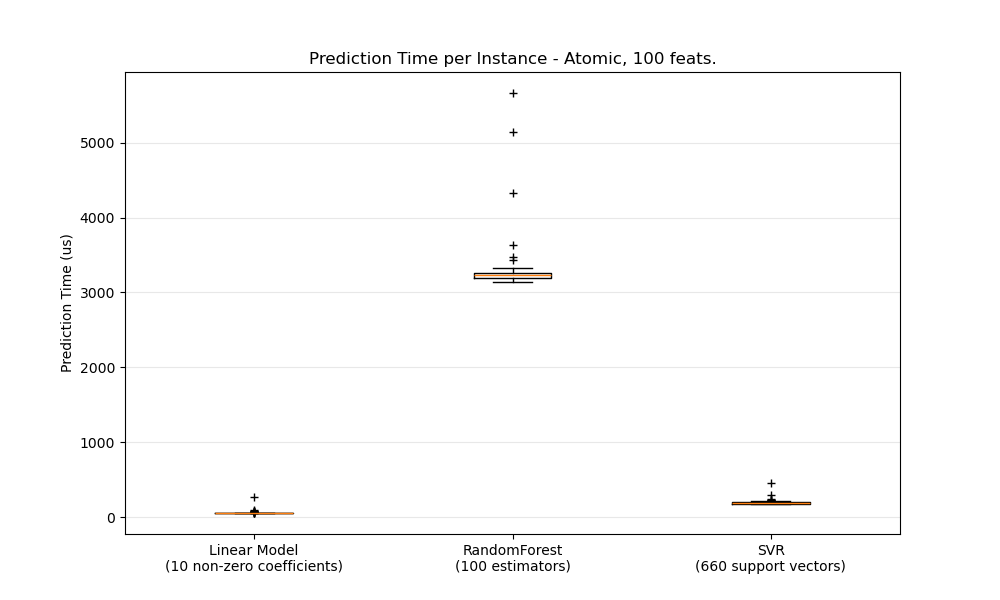 Prediction Time per Instance - Atomic, 100 feats.
Prediction Time (us)
5000
4000
3000
2000
1000
0
Linear Model
(10 non-zero coefficients)
RandomForest
(100 estimators)
SVR
(660 support vectors)